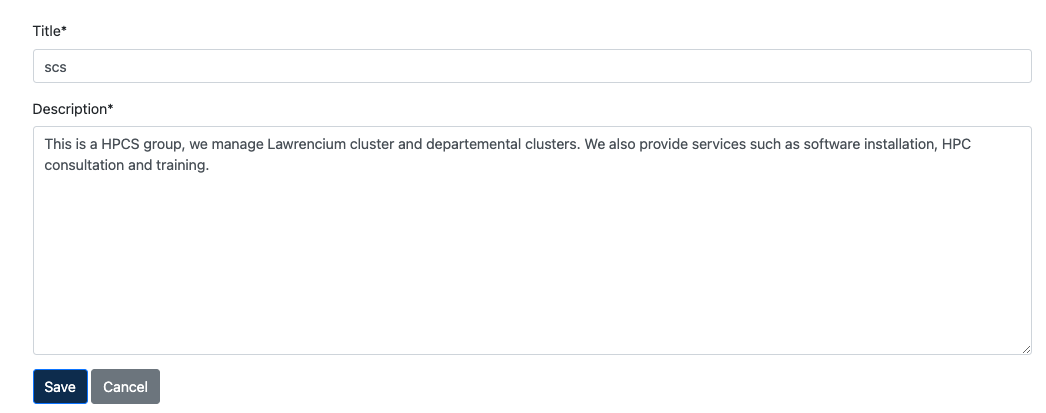 Title*
scs
Description*
This is a HPCS group, we manage Lawrencium cluster and departemental clusters. We also provide services such as software installation, HPC
consultation and training.
Save Cancel